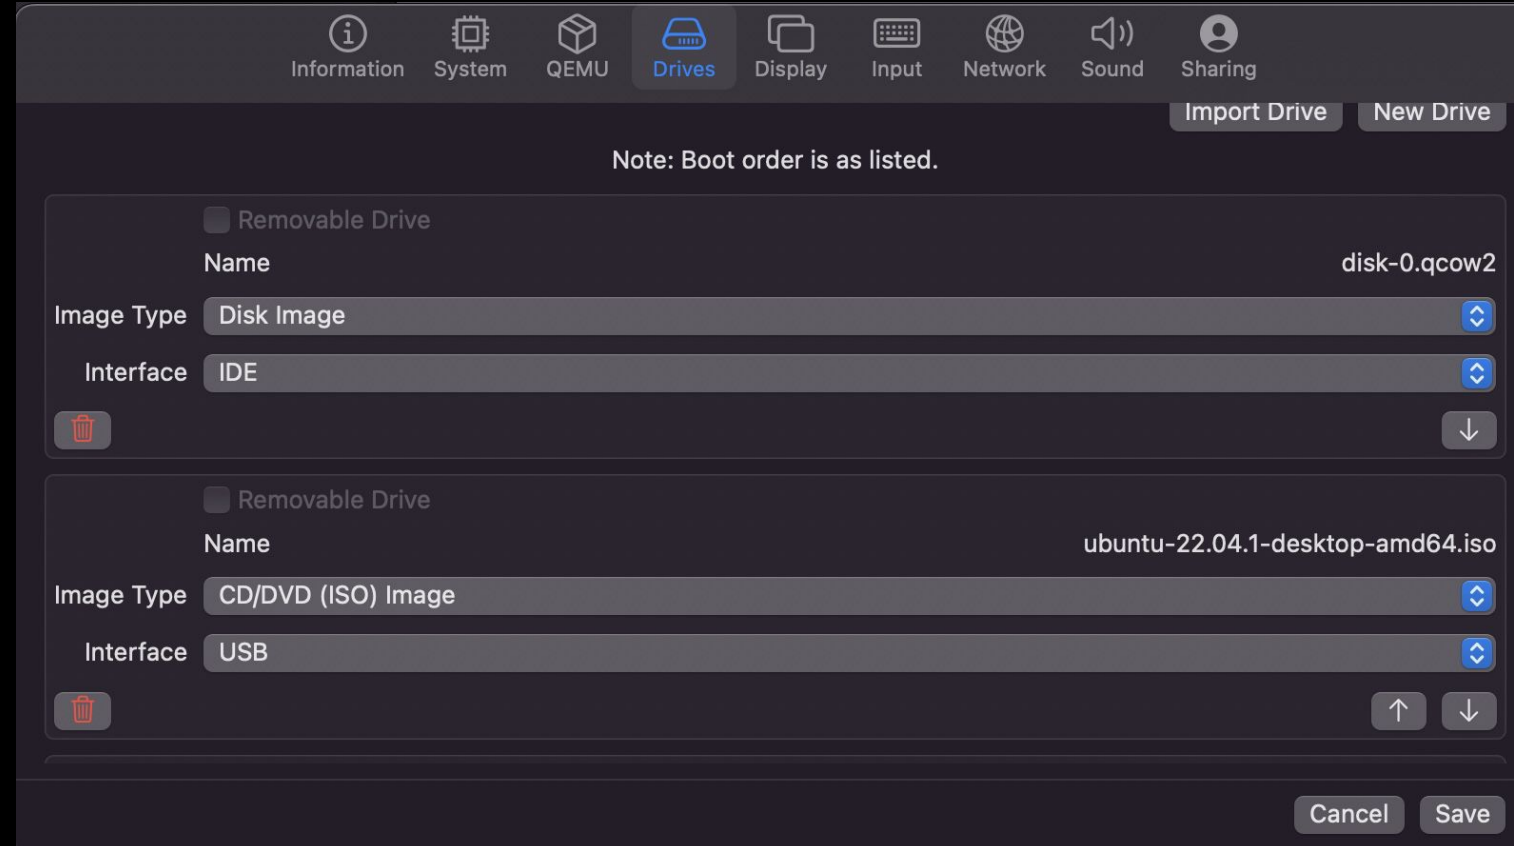 Information System QEMU Drives Display Input Network Sound Sharing
Import Drive New Drive
Note: Boot order is as listed.
Removable Drive
Name disk-0.qcow2
Image Type Disk Image
Interface IDE
Removable Drive
Name ubuntu-22.04.1-desktop-amd64.iso
Image Type CD/DVD (ISO) Image
Interface USB
Cancel Save